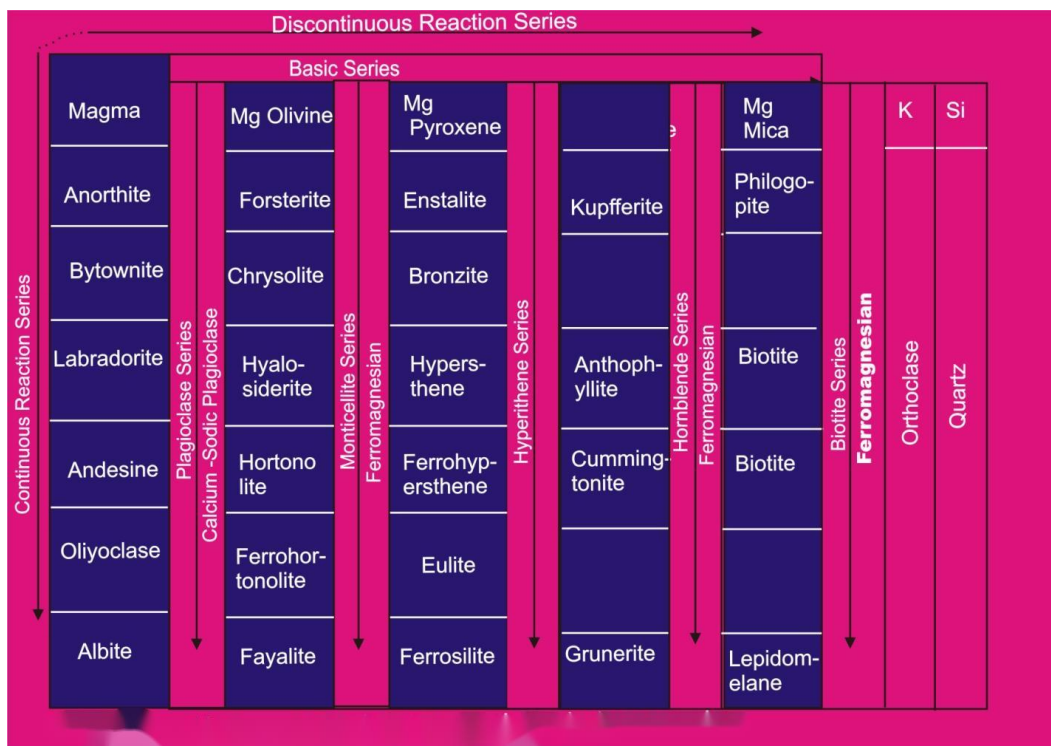 Discontinuous Reaction Series
Basic Series
Magma
Mg Olivine
Mg
Pyroxene
e
Mg
Mica
K
Si
Anorthite
Forsterite
Enstalite
Kupfferite
Philogo-
pite
Bytownite
Chrysolite
Bronzite
Labradorite
Hyalo-
siderite
Hypers-
thene
Anthoph-
yllite
Biotite
Andesine
Hortono
lite
Ferrohyp-
ersthene
Cumming-
tonite
Biotite
Oliyoclase
Ferrohor-
tonolite
Eulite
Albite
Fayalite
Ferrosilite
Grunerite
Lepidom-
elane
Continuous Reaction Series
Plagioclase Series
Calcium -Sodic Plagioclase
Monticellite Series
Ferromagnesian
Hyperithene Series
Hornblende Series
Ferromagnesian
Biotite Series
Ferromagnesian
Orthoclase
Quartz